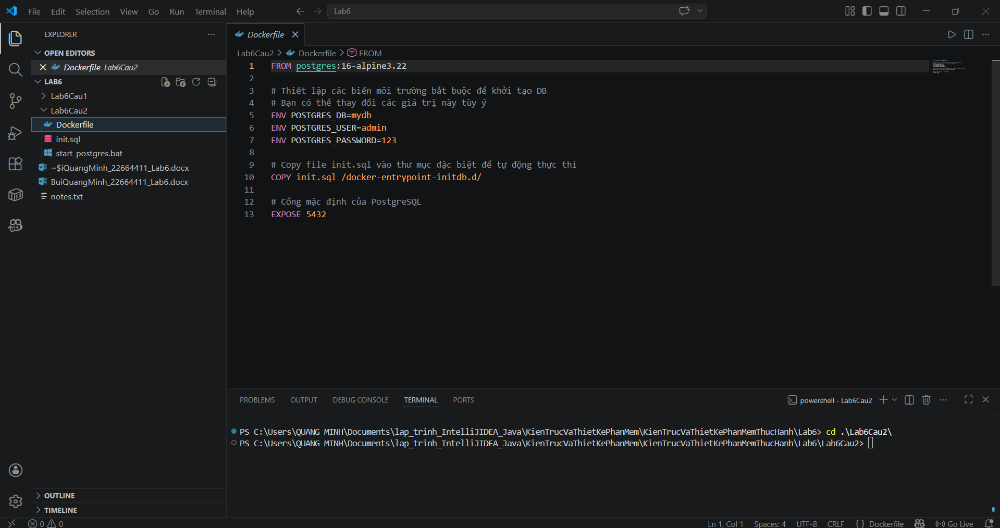 File Edit Selection View Go Run Terminal Help
Lab6
EXPLORER
OPEN EDITORS
Dockerfile Lab6Cau2
LAB6
Lab6Cau1
Lab6Cau2
Dockerfile
init.sql
start_postgres.bat
~$iQuangMinh_22664411_Lab6.docx
BuiQuangMinh_22664411_Lab6.docx
notes.txt
OUTLINE
TIMELINE
Dockerfile
Lab6Cau2 > Dockerfile > FROM
1 FROM postgres:16-alpine3.22
2
3 # Thiết lập các biến môi trường bắt buộc để khởi tạo DB
4 # Bạn có thể thay đổi các giá trị này tùy ý
5 ENV POSTGRES_DB=mydb
6 ENV POSTGRES_USER=admin
7 ENV POSTGRES_PASSWORD=123
8
9 # Copy file init.sql vào thư mục đặc biệt để tự động thực thi
10 COPY init.sql /docker-entrypoint-initdb.d/
11
12 # Cổng mặc định của PostgreSQL
13 EXPOSE 5432
PROBLEMS OUTPUT DEBUG CONSOLE TERMINAL PORTS
powershell - Lab6Cau2
PS C:\Users\QUANG MINH\Documents\lap_trinh_IntelliJIDEA_Java\KienTrucVaThietKePhanMem\KienTrucVaThietKePhanMemThucHanh\Lab6> cd .\Lab6Cau2\
PS C:\Users\QUANG MINH\Documents\lap_trinh_IntelliJIDEA_Java\KienTrucVaThietKePhanMem\KienTrucVaThietKePhanMemThucHanh\Lab6\Lab6Cau2>
0 0
Ln 1, Col 1 Spaces: 4 UTF-8 CRLF { } Dockerfile Go Live